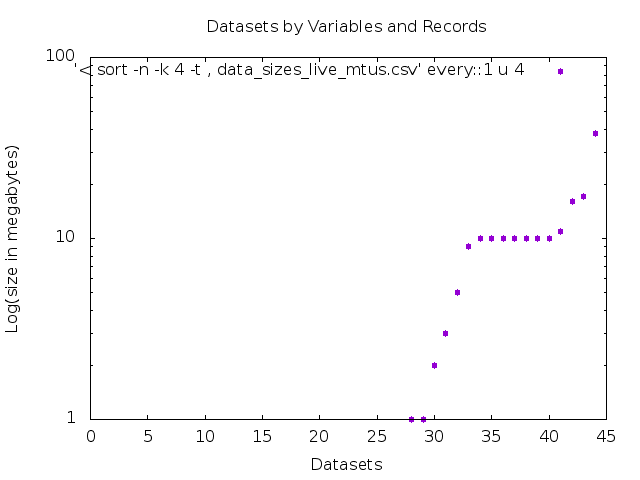 Datasets by Variables and Records
100
'< sort -n -k 4 -t , data_sizes_live_mtus.csv' every::1 u 4
10
1
Log(size in megabytes)
0 5 10 15 20 25 30 35 40 45
Datasets